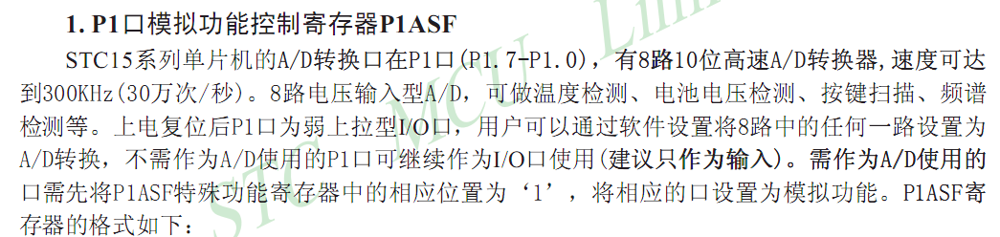 1. P1口模拟功能控制寄存器P1ASF
STC15系列单片机的A/D转换口在P1口(P1.7-P1.0)，有8路10位高速A/D转换器,速度可达
到300KHz(30万次/秒)。8路电压输入型A/D，可做温度检测、电池电压检测、按键扫描、频谱
检测等。上电复位后P1口为弱上拉型I/O口，用户可以通过软件设置将8路中的任何一路设置为
A/D转换，不需作为A/D使用的P1口可继续作为I/O口使用(建议只作为输入)。需作为A/D使用的
口需先将P1ASF特殊功能寄存器中的相应位置为‘1’，将相应的口设置为模拟功能。P1ASF寄
存器的格式如下：
STC MCU Lim